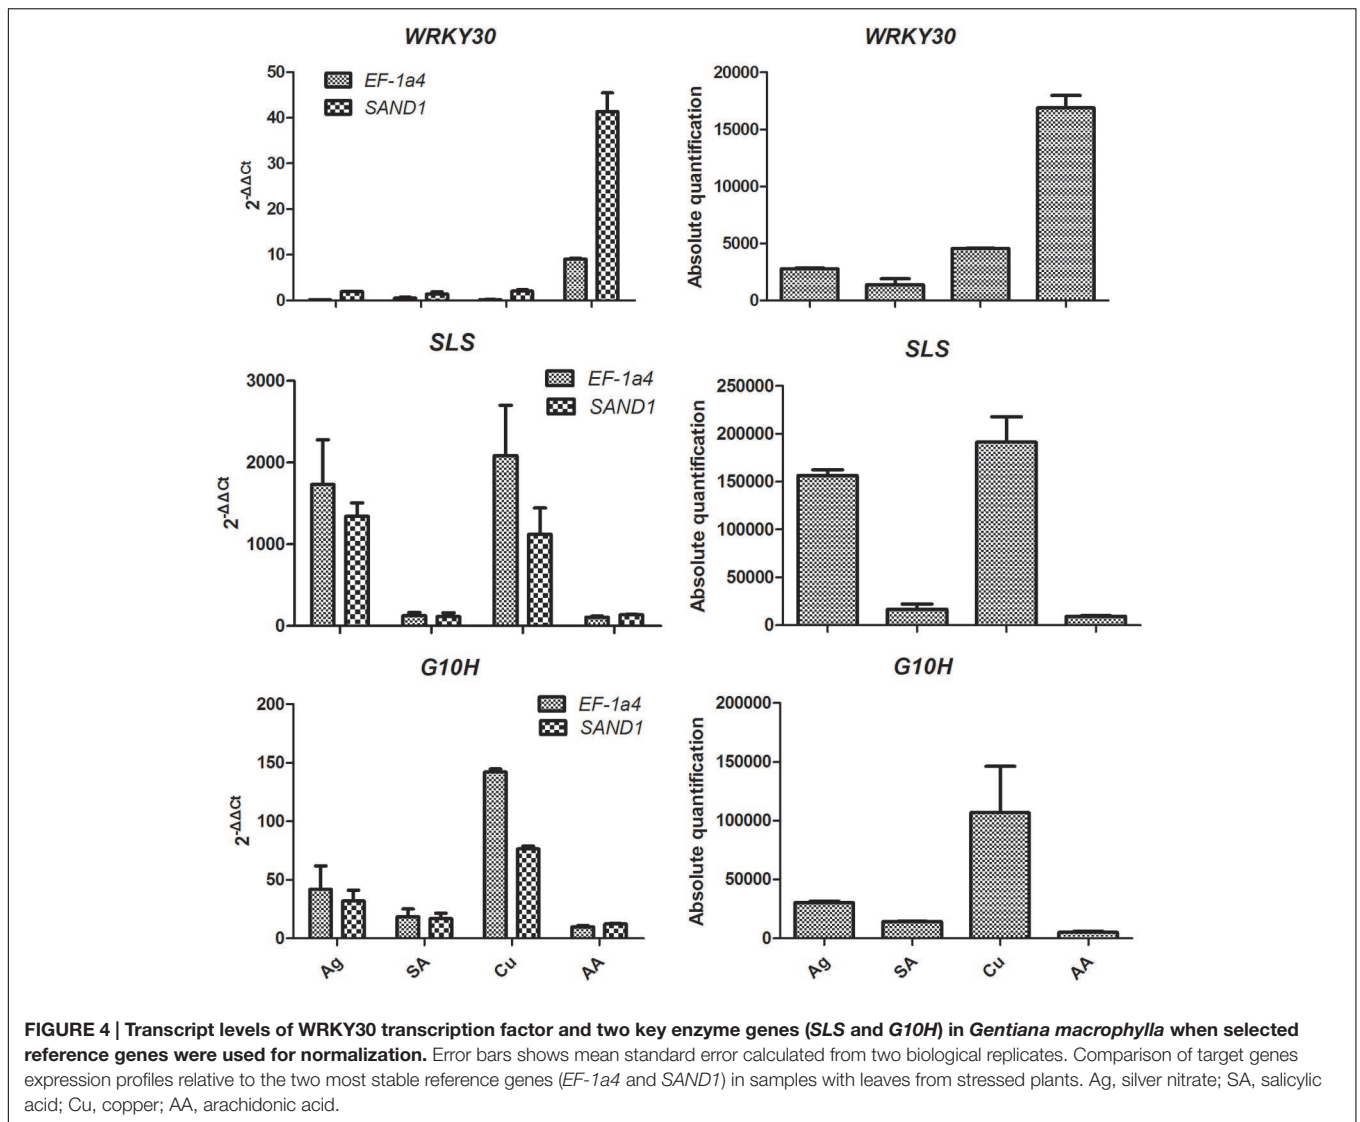 WRKY30
WRKY30
50
40
30
20
10
0
2-ΔΔCt
EF-1a4
SAND1
20000
15000
10000
5000
0
Absolute quantification
SLS
SLS
3000
2000
1000
0
2-ΔΔCt
EF-1a4
SAND1
250000
200000
150000
100000
50000
0
Absolute quantification
G10H
G10H
200
150
100
50
0
2-ΔΔCt
EF-1a4
SAND1
Ag
SA
Cu
AA
200000
150000
100000
50000
0
Absolute quantification
Ag
SA
Cu
AA
FIGURE 4 | Transcript levels of WRKY30 transcription factor and two key enzyme genes (SLS and G10H) in Gentiana macrophylla when selected
reference genes were used for normalization. Error bars shows mean standard error calculated from two biological replicates. Comparison of target genes
expression profiles relative to the two most stable reference genes (EF-1a4 and SAND1) in samples with leaves from stressed plants. Ag, silver nitrate; SA, salicylic
acid; Cu, copper; AA, arachidonic acid.